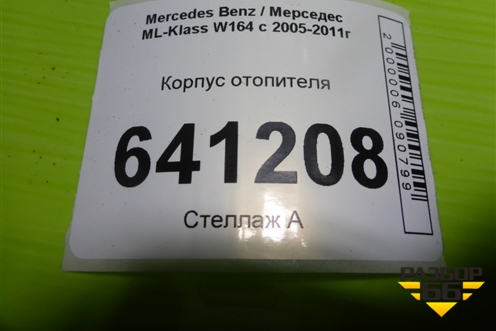 Mercedes Benz / Мерседес
ML-Klass W164 с 2005-2011г
Корпус отопителя
641208
Стеллаж А
2000006090799
РАЗБОР
66